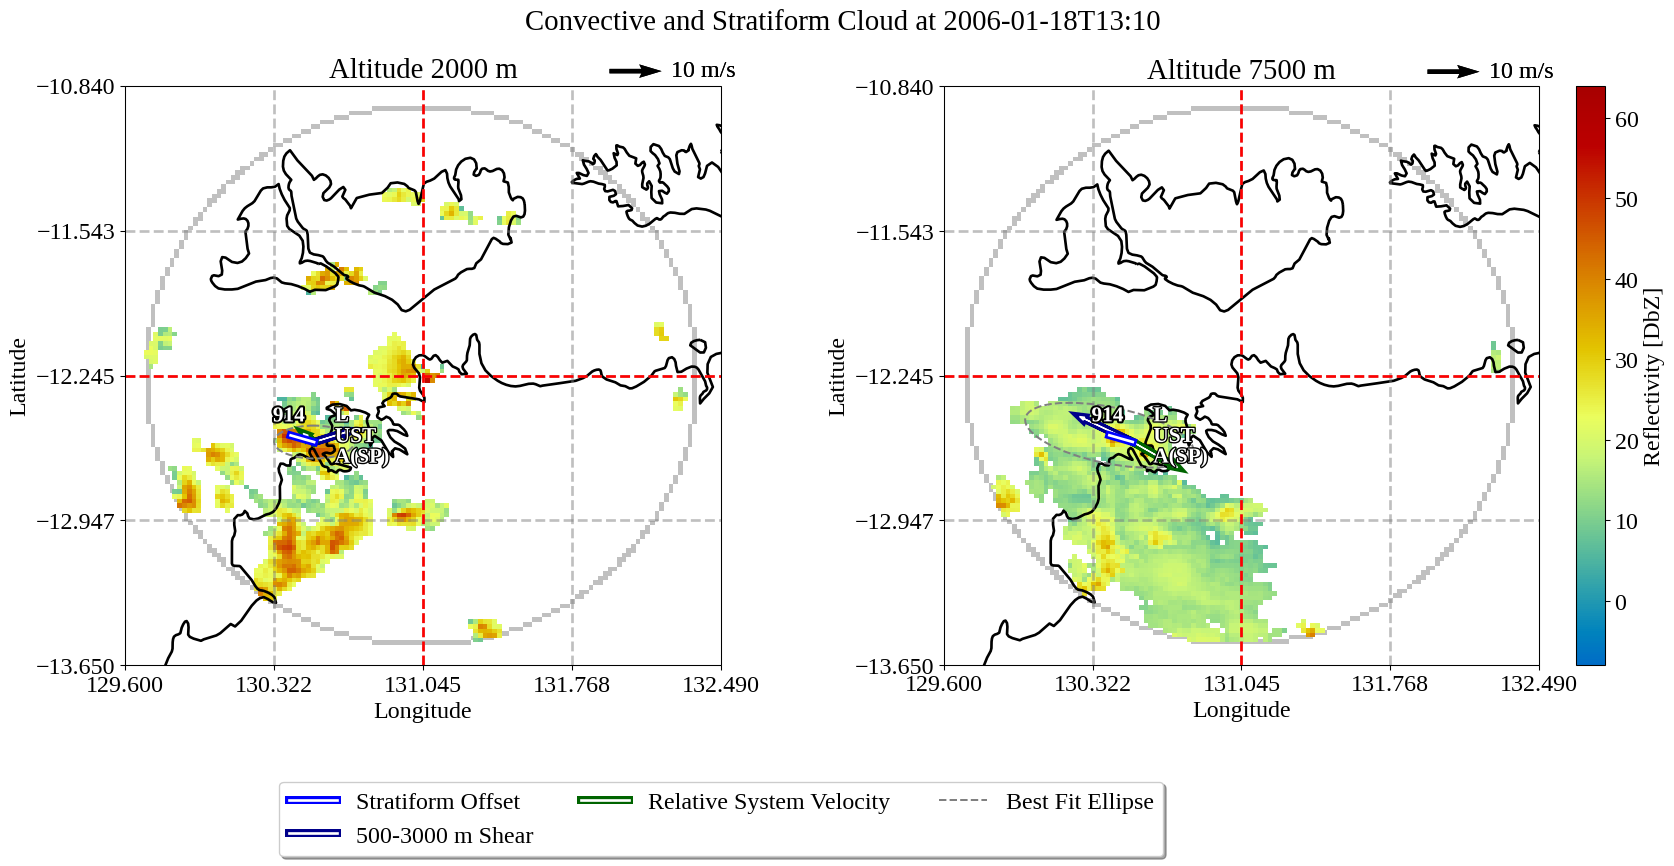 Convective and Stratiform Cloud at 2006-01-18T13:10
Altitude 2000 m
10 m/s
Altitude 7500 m
10 m/s
−10.840
−11.543
−12.245
−12.947
−13.650
Latitude
129.600
130.322
131.045
131.768
132.490
Longitude
914
L
UST
A(SP)
−10.840
−11.543
−12.245
−12.947
−13.650
Latitude
129.600
130.322
131.045
131.768
132.490
Longitude
914
L
UST
A(SP)
60
50
40
30
20
10
0
Reflectivity [DbZ]
Stratiform Offset
500-3000 m Shear
Relative System Velocity
Best Fit Ellipse